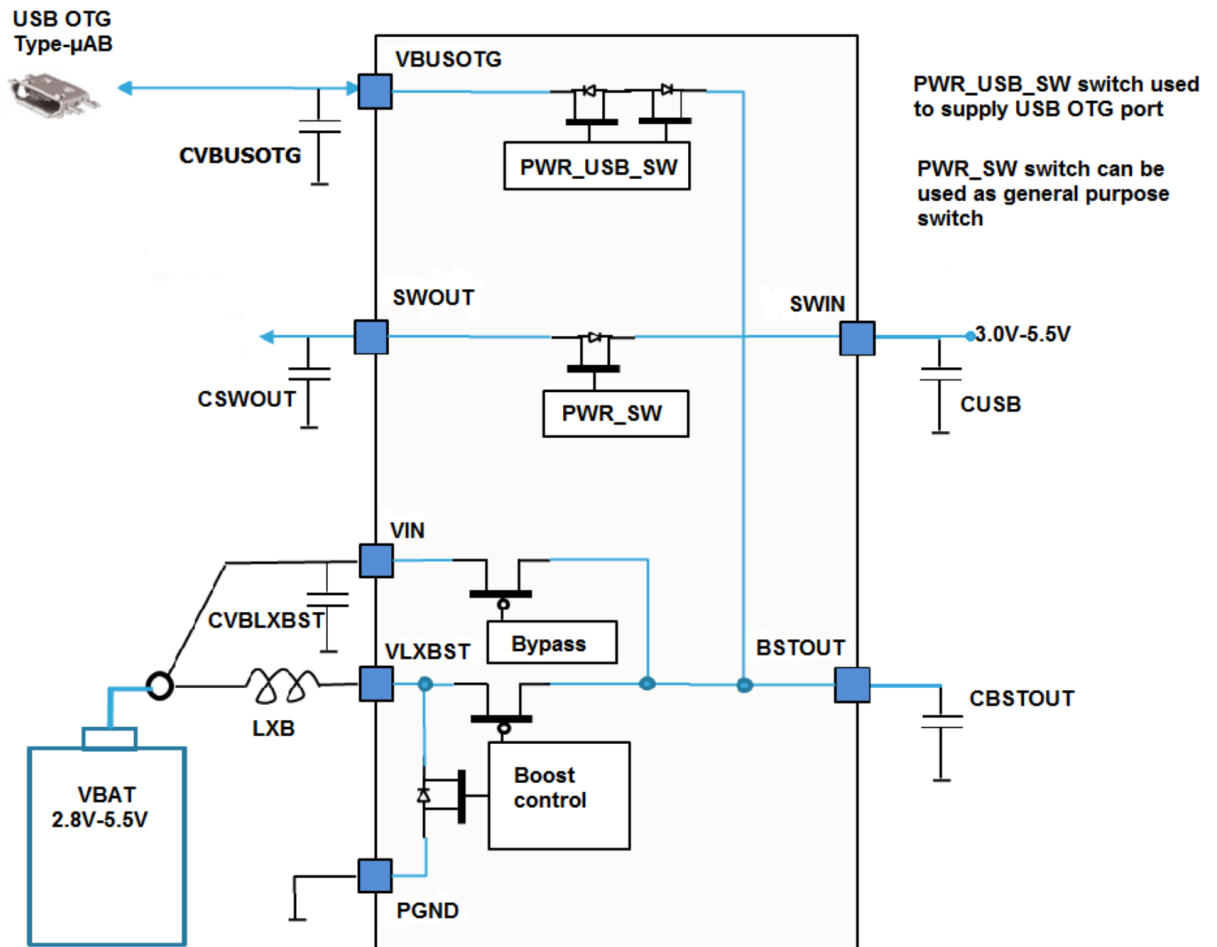 USB OTG
Type-µAB
VBUSOTG
PWR_USB_SW switch used
to supply USB OTG port
CVBUSOTG
PWR_USB_SW
PWR_SW switch can be
used as general purpose
switch
SWOUT
SWIN
3.0V-5.5V
CSWOUT
PWR_SW
CUSB
VIN
CVBLXBST
Bypass
VLXBST
BSTOUT
LXB
CBSTOUT
VBAT
2.8V-5.5V
Boost
control
PGND